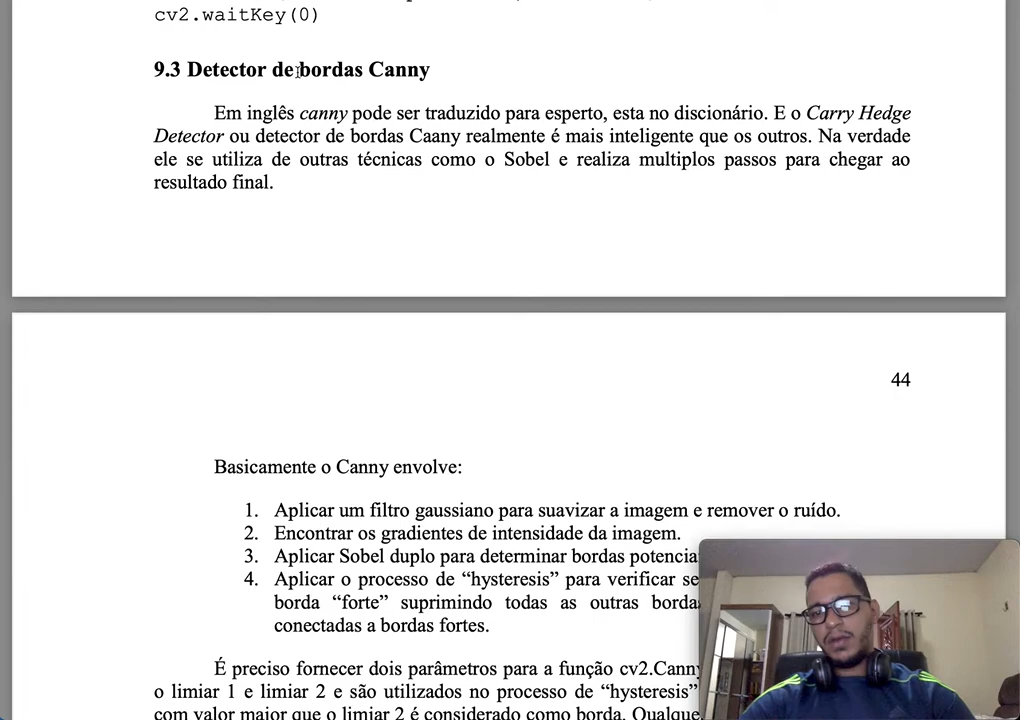 cv2.waitKey(0)
9.3 Detector de bordas Canny
Em inglês canny pode ser traduzido para esperto, esta no discionário. E o Carry Hedge
Detector ou detector de bordas Caany realmente é mais inteligente que os outros. Na verdade
ele se utiliza de outras técnicas como o Sobel e realiza multiplos passos para chegar ao
resultado final.
44
Basicamente o Canny envolve:
1. Aplicar um filtro gaussiano para suavizar a imagem e remover o ruído.
2. Encontrar os gradientes de intensidade da imagem.
3. Aplicar Sobel duplo para determinar bordas potencia
4. Aplicar o processo de “hysteresis” para verificar se
borda “forte” suprimindo todas as outras borda
conectadas a bordas fortes.
É preciso fornecer dois parâmetros para a função cv2.Canny
o limiar 1 e limiar 2 e são utilizados no processo de “hysteresis”
com valor maior que o limiar 2 é considerado como borda. Qualque